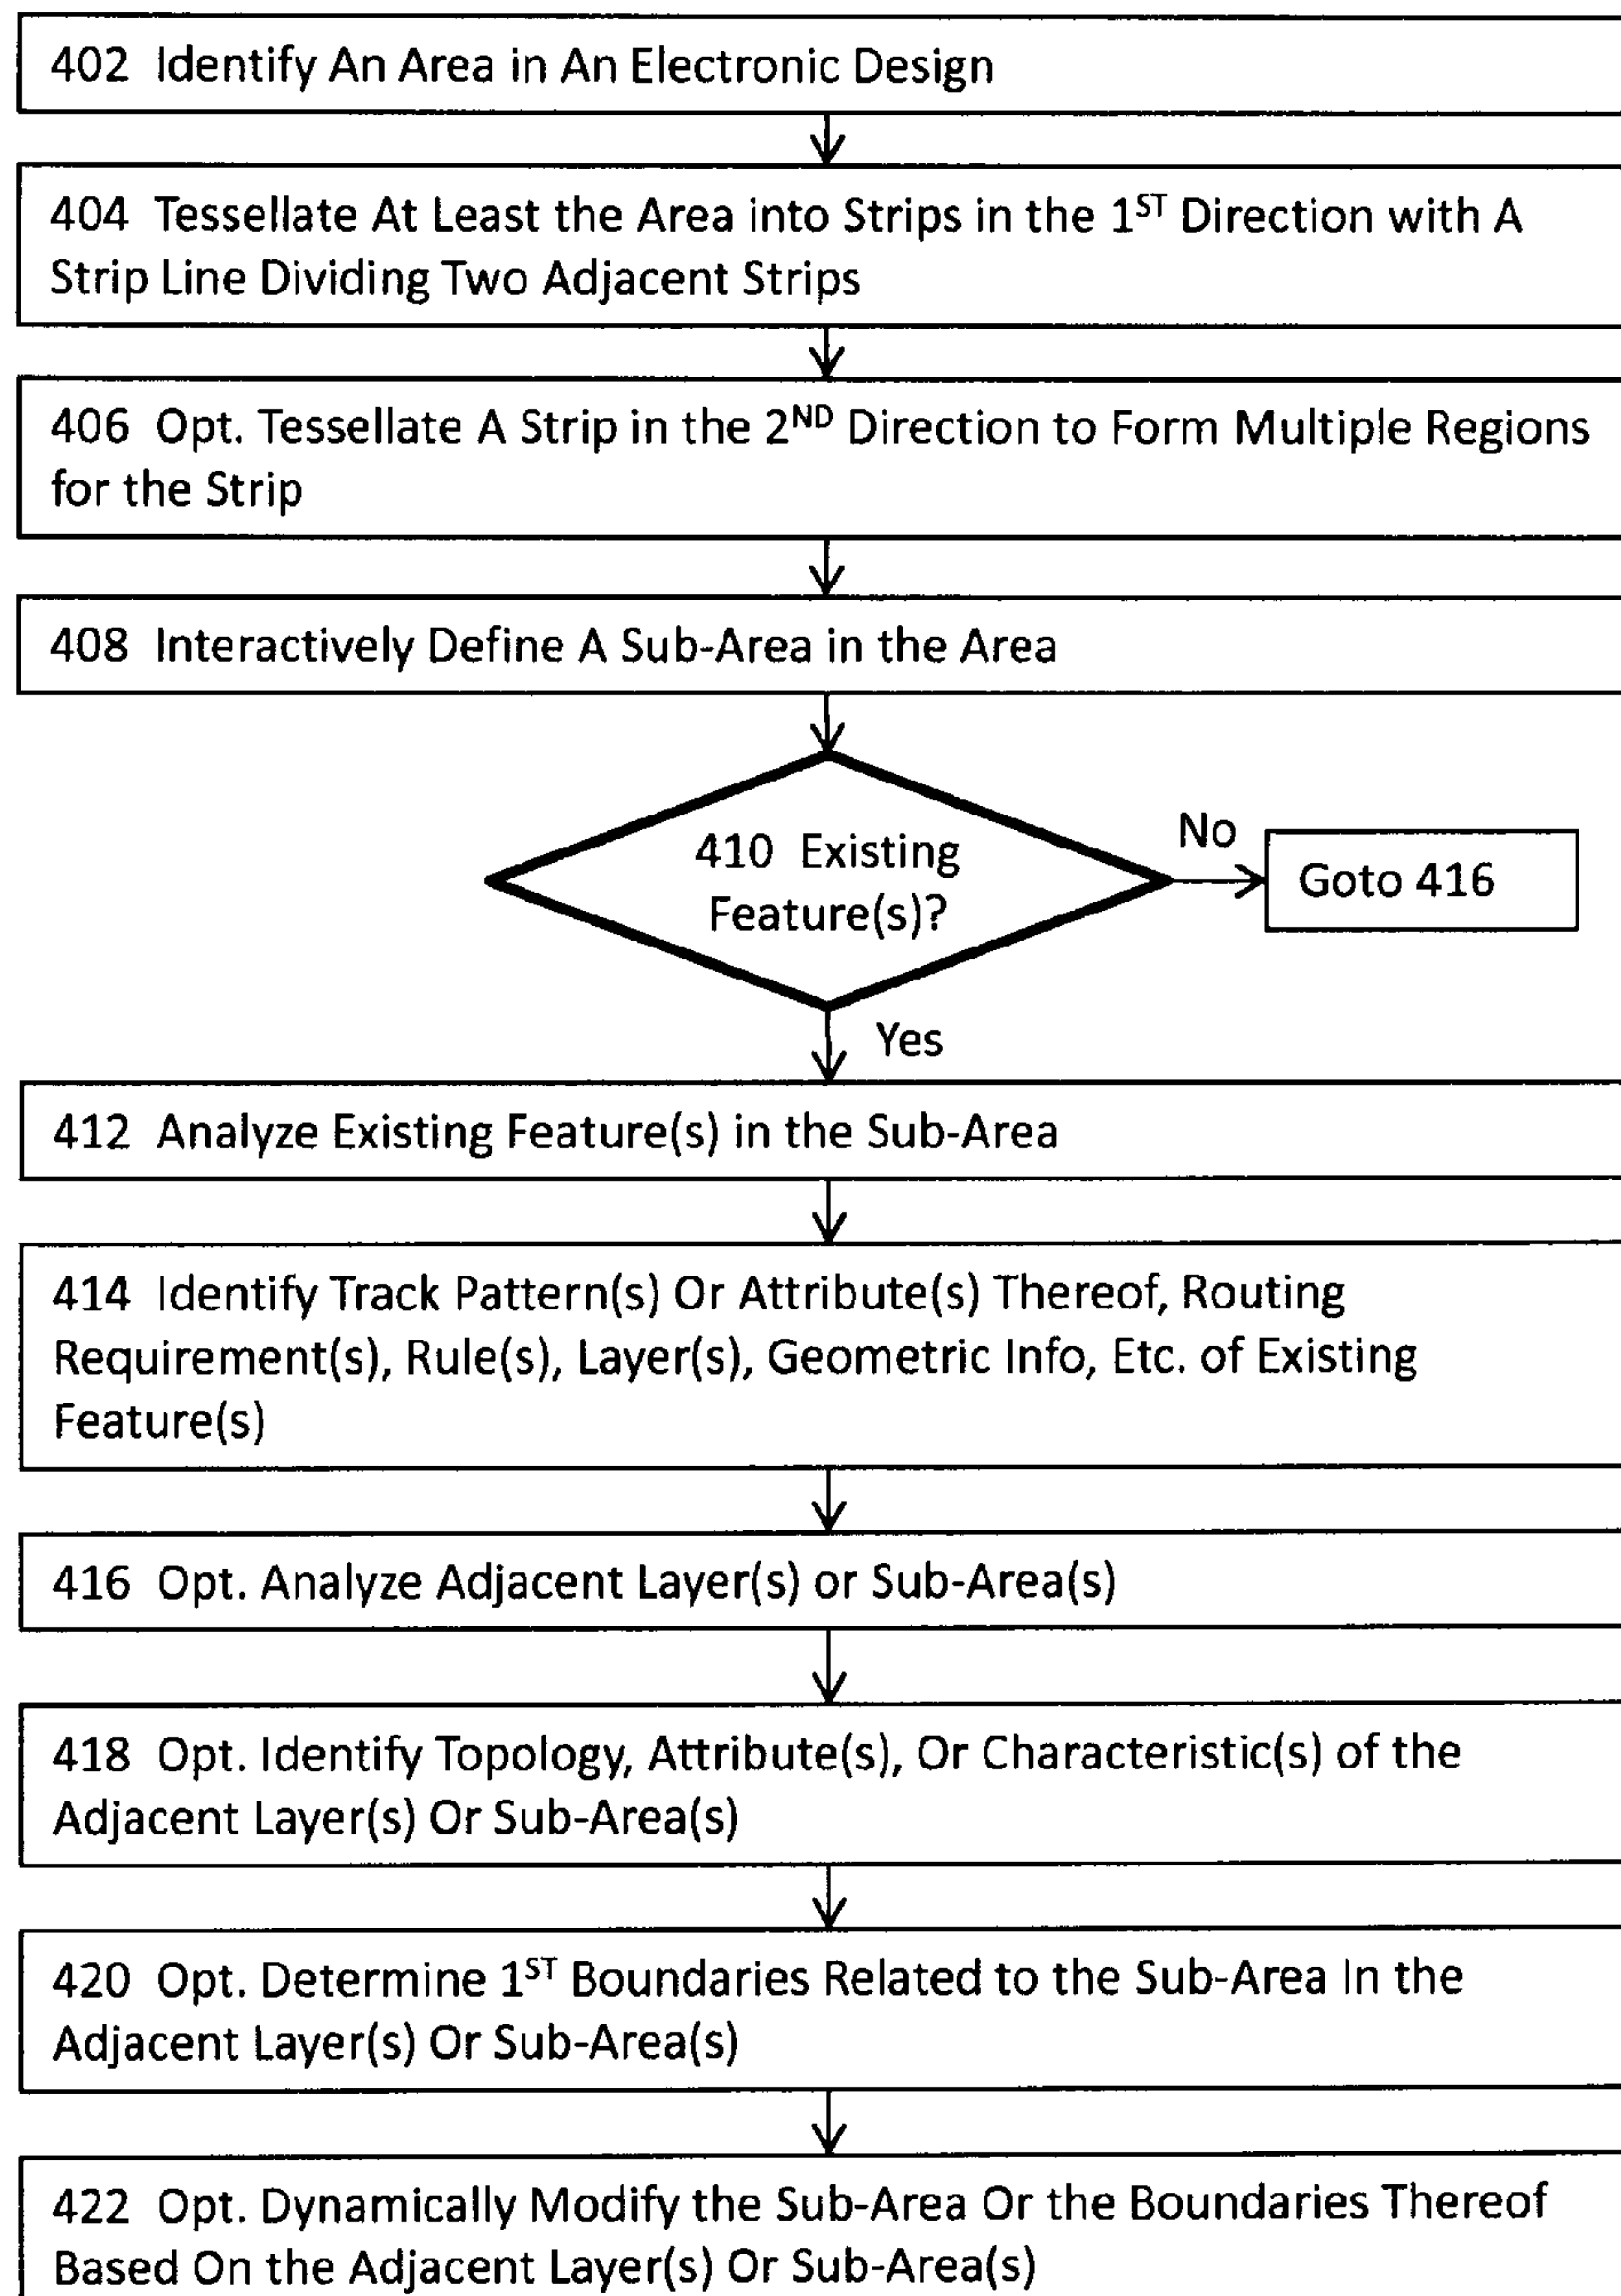 402 Identify An Area in An Electronic Design
404 Tessellate At Least the Area into Strips in the 1ST Direction with A
Strip Line Dividing Two Adjacent Strips
406 Opt. Tessellate A Strip in the 2ND Direction to Form Multiple Regions
for the Strip
408 Interactively Define A Sub-Area in the Area
410 Existing
Feature(s)?
No
Goto 416
Yes
412 Analyze Existing Feature(s) in the Sub-Area
414 Identify Track Pattern(s) Or Attribute(s) Thereof, Routing
Requirement(s), Rule(s), Layer(s), Geometric Info, Etc. of Existing
Feature(s)
416 Opt. Analyze Adjacent Layer(s) or Sub-Area(s)
418 Opt. Identify Topology, Attribute(s), Or Characteristic(s) of the
Adjacent Layer(s) Or Sub-Area(s)
420 Opt. Determine 1ST Boundaries Related to the Sub-Area In the
Adjacent Layer(s) Or Sub-Area(s)
422 Opt. Dynamically Modify the Sub-Area Or the Boundaries Thereof
Based On the Adjacent Layer(s) Or Sub-Area(s)